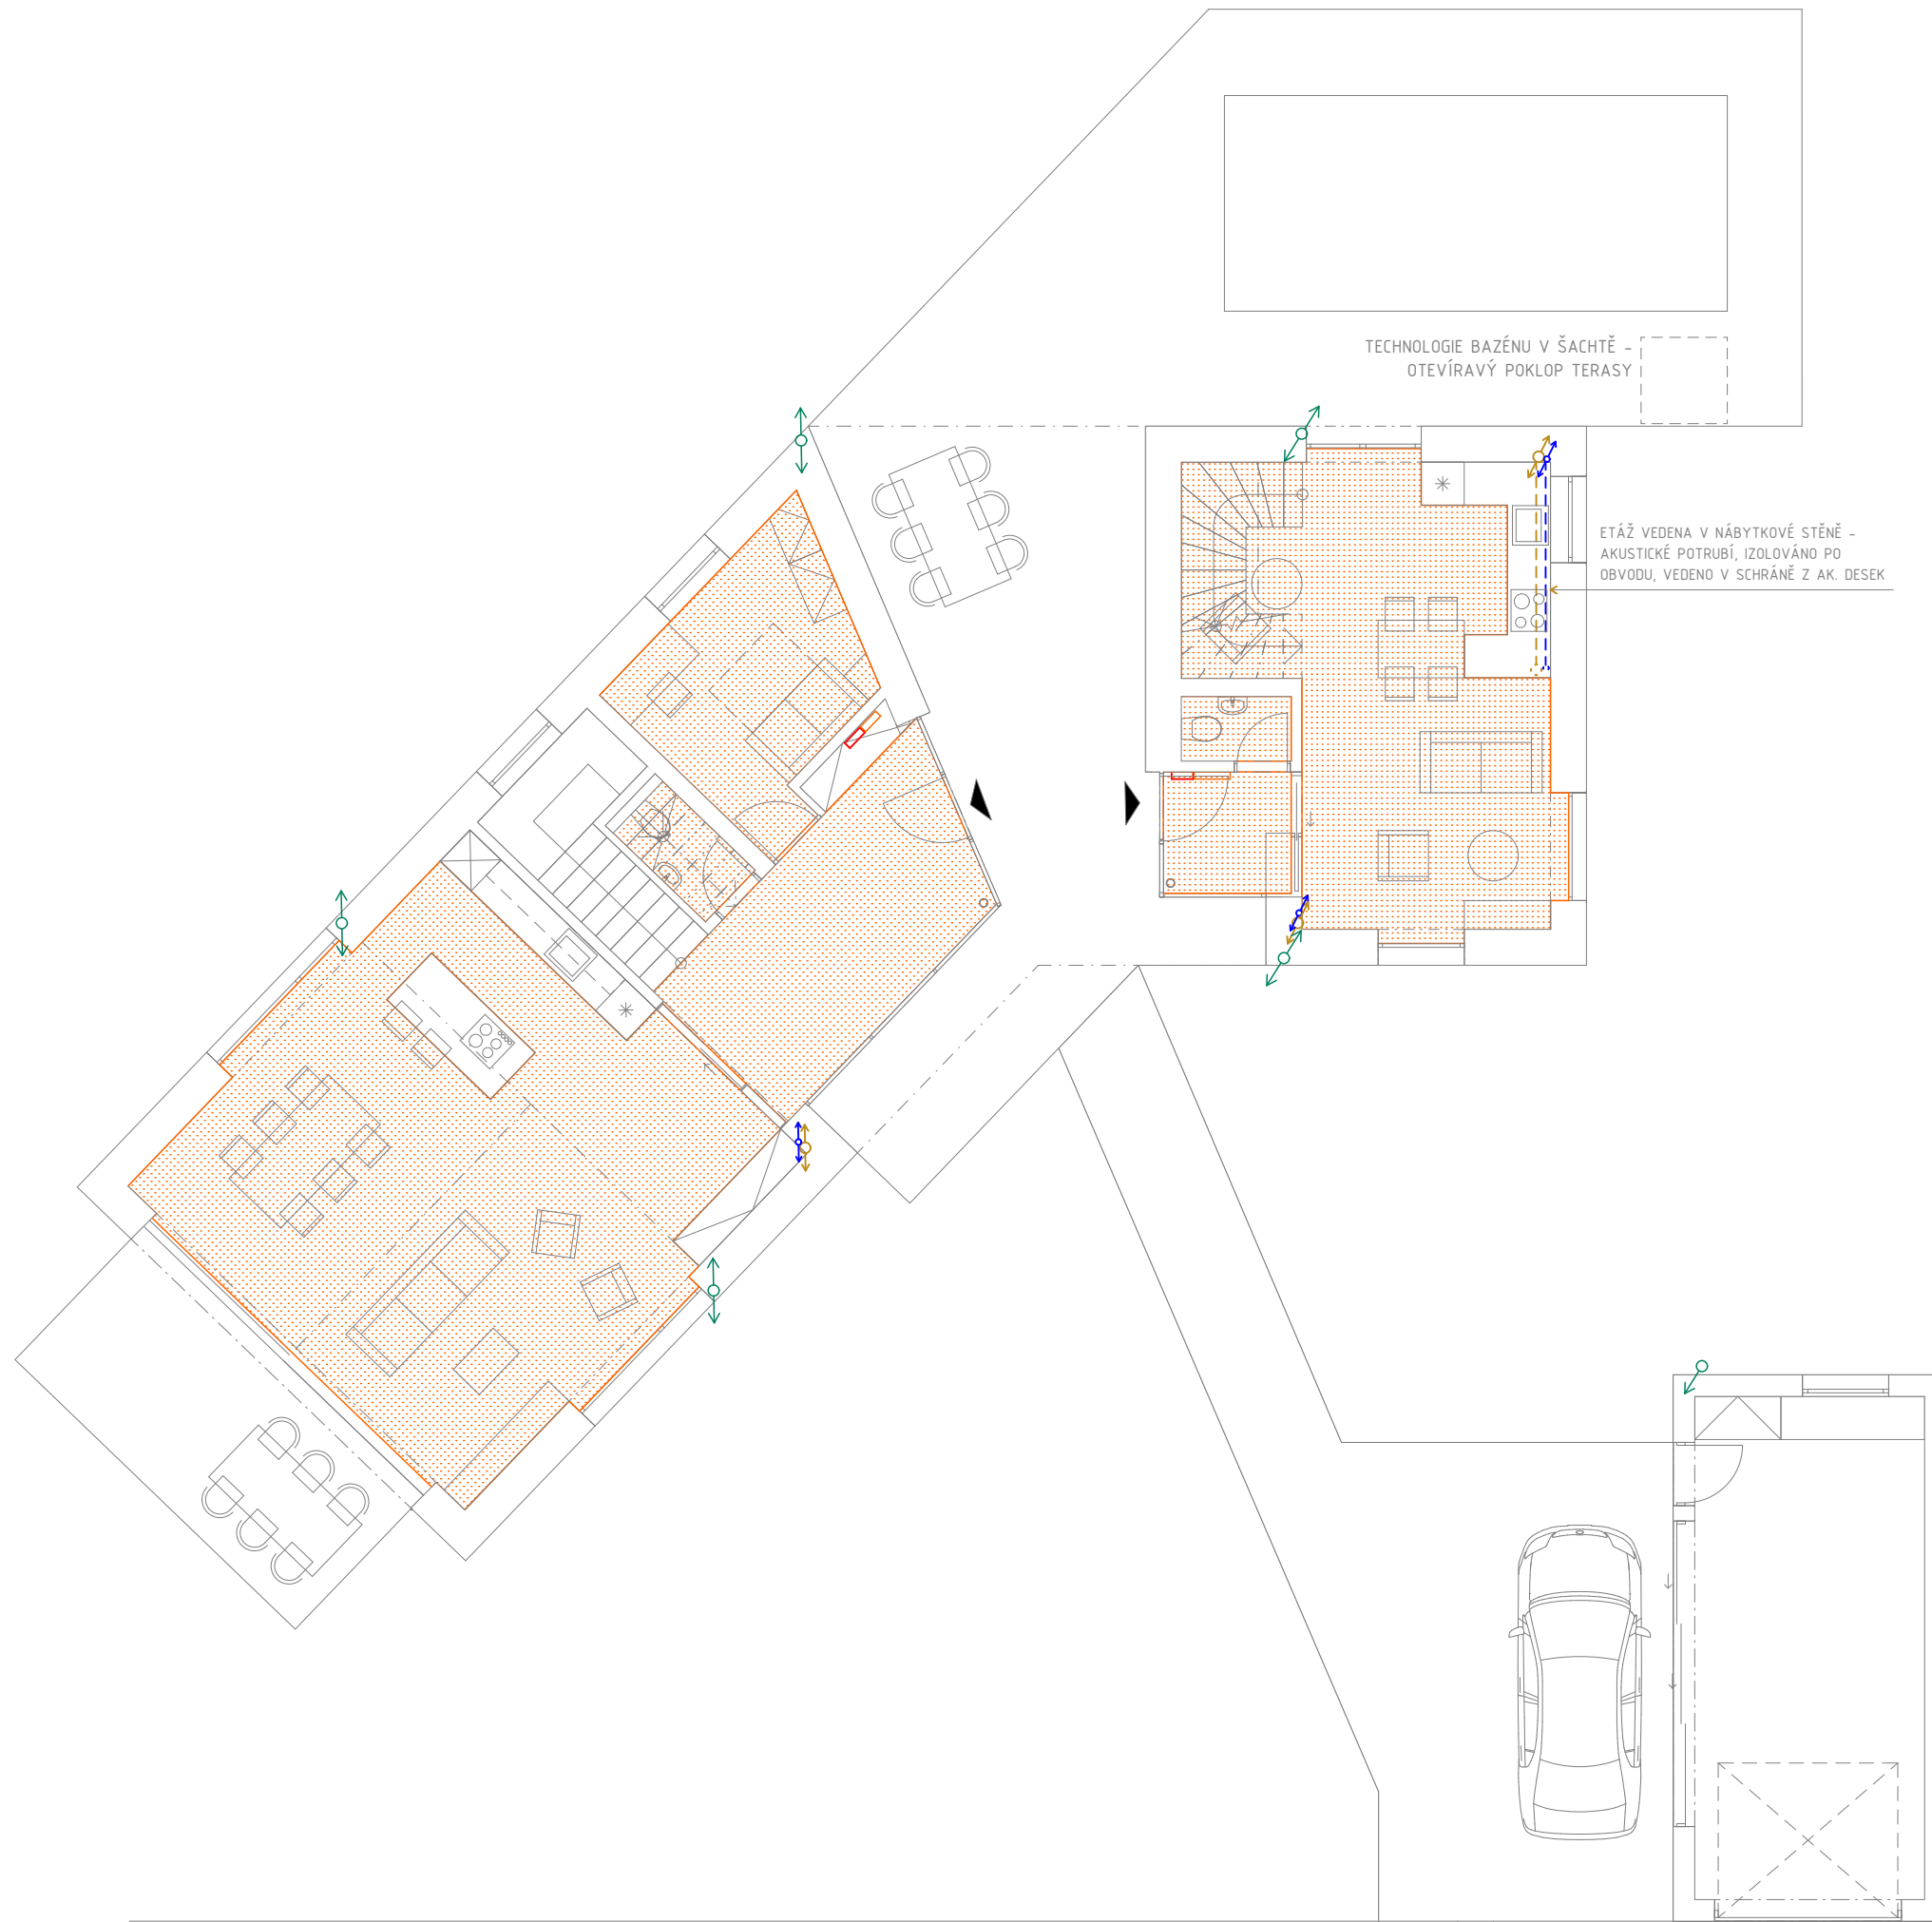 TECHNOLOGIE BAZÉNU V ŠACHTĚ -
OTEVÍRAVÝ POKLOP TERASY
ETÁŽ VEDENA V NÁBYTKOVÉ STĚNĚ -
AKUSTICKÉ POTRUBÍ, IZOLOVÁNO PO
OBVODU, VEDENO V SCHRÁNĚ Z AK. DESEK